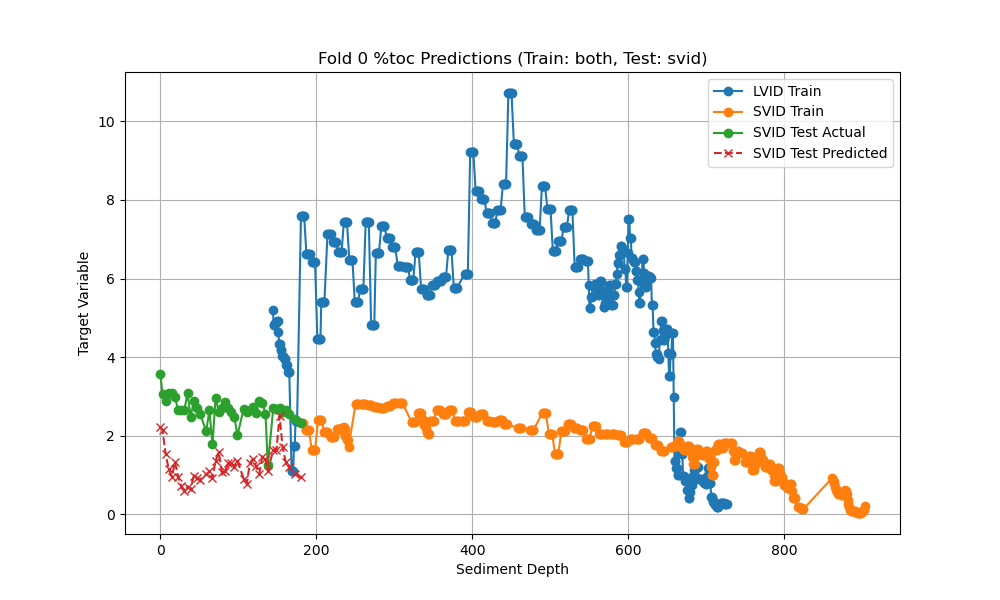 Fold 0 %toc Predictions (Train: both, Test: svid)
LVID Train
SVID Train
SVID Test Actual
SVID Test Predicted
Target Variable
10
8
6
4
2
0
0 200 400 600 800
Sediment Depth